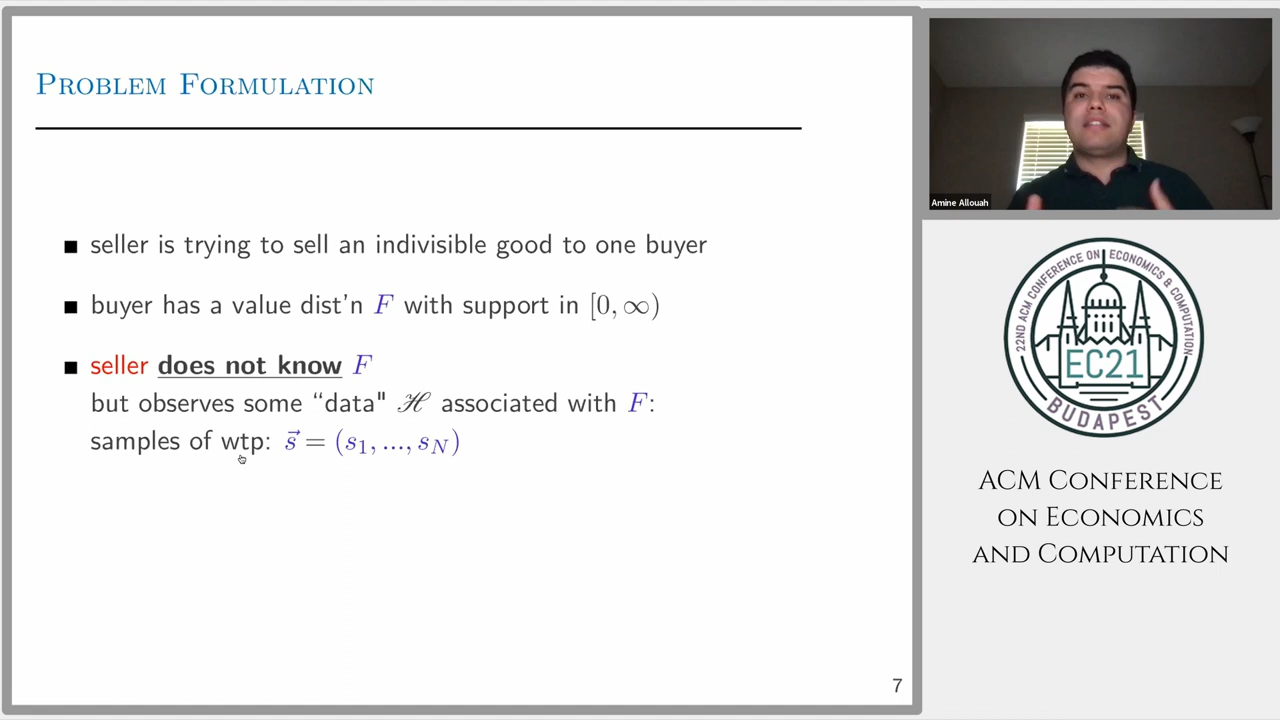 PROBLEM FORMULATION
■ seller is trying to sell an indivisible good to one buyer
■ buyer has a value dist'n F with support in [0, ∞)
■ seller does not know F
but observes some “data" ℋ associated with F:
samples of wtp: s⃗ = (s₁, ..., s_N)
7
Amine Allouah
22ND ACM CONFERENCE ON ECONOMICS & COMPUTATION
EC21
BUDAPEST
ACM CONFERENCE
ON ECONOMICS
AND COMPUTATION